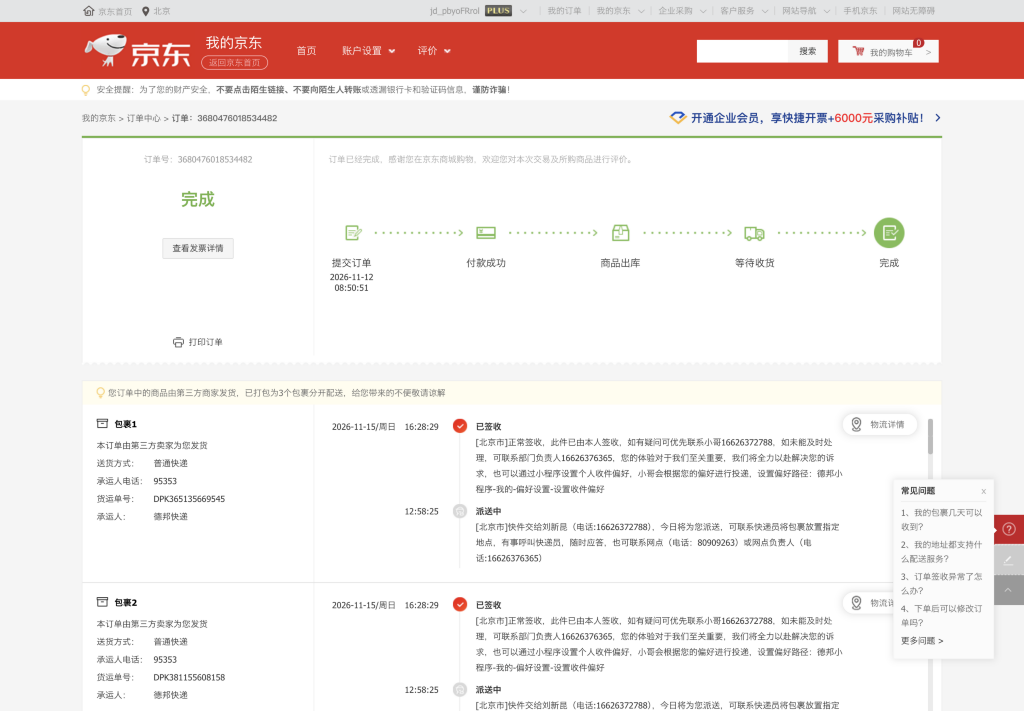 京东首页 北京 jd_pbyoFRrol PLUS 我的订单 我的京东 企业采购 客户服务 网站导航 手机京东 网站无障碍
京东 我的京东 返回京东首页 首页 账户设置 评价 搜索 我的购物车 0 >
安全提醒：为了您的财产安全，不要点击陌生链接、不要向陌生人转账或透漏银行卡和验证码信息，谨防诈骗！
我的京东 > 订单中心 > 订单：3680476018534482
开通企业会员，享快捷开票+6000元采购补贴！
订单号：3680476018534482
完成
查看发票详情
打印订单
订单已经完成，感谢您在京东商城购物，欢迎您对本次交易及所购商品进行评价。
提交订单 付款成功 商品出库 等待收货 完成
2026-11-12
08:50:51
您订单中的商品由第三方商家发货，已打包为3个包裹分开配送，给您带来的不便敬请谅解
包裹1
本订单由第三方卖家为您发货
送货方式： 普通快递
承运人电话： 95353
货运单号： DPK365135669545
承运人： 德邦快递
2026-11-15/周日 16:28:29 已签收
[北京市]正常签收，此件已由本人签收，如有疑问可优先联系小哥16626372788，如未能及时处
理，可联系部门负责人16626376365，您的体验对于我们至关重要，我们将全力以赴解决您的诉
求，也可以通过小程序设置个人收件偏好，小哥会根据您的偏好进行投递，设置偏好路径：德邦小
程序-我的-偏好设置-设置收件偏好
12:58:25 派送中
[北京市]快件交给刘新昆（电话:16626372788），今日将为您派送，可联系快递员将包裹放置指定
地点，有事呼叫快递员，随时应答，也可联系网点（电话：80909263）或网点负责人（电
话:16626376365）
物流详情
包裹2
本订单由第三方卖家为您发货
送货方式： 普通快递
承运人电话： 95353
货运单号： DPK381155608158
承运人： 德邦快递
2026-11-15/周日 16:28:29 已签收
[北京市]正常签收，此件已由本人签收，如有疑问可优先联系小哥16626372788，如未能及时处
理，可联系部门负责人16626376365，您的体验对于我们至关重要，我们将全力以赴解决您的诉
求，也可以通过小程序设置个人收件偏好，小哥会根据您的偏好进行投递，设置偏好路径：德邦小
程序-我的-偏好设置-设置收件偏好
12:58:25 派送中
[北京市]快件交给刘新昆（电话:16626372788），今日将为您派送，可联系快递员将包裹放置指定
物流详
常见问题 x
1、我的包裹几天可以
收到?
2、我的地址都支持什
么配送服务?
3、订单签收异常了怎
么办?
4、下单后可以修改订
单吗?
更多问题 >